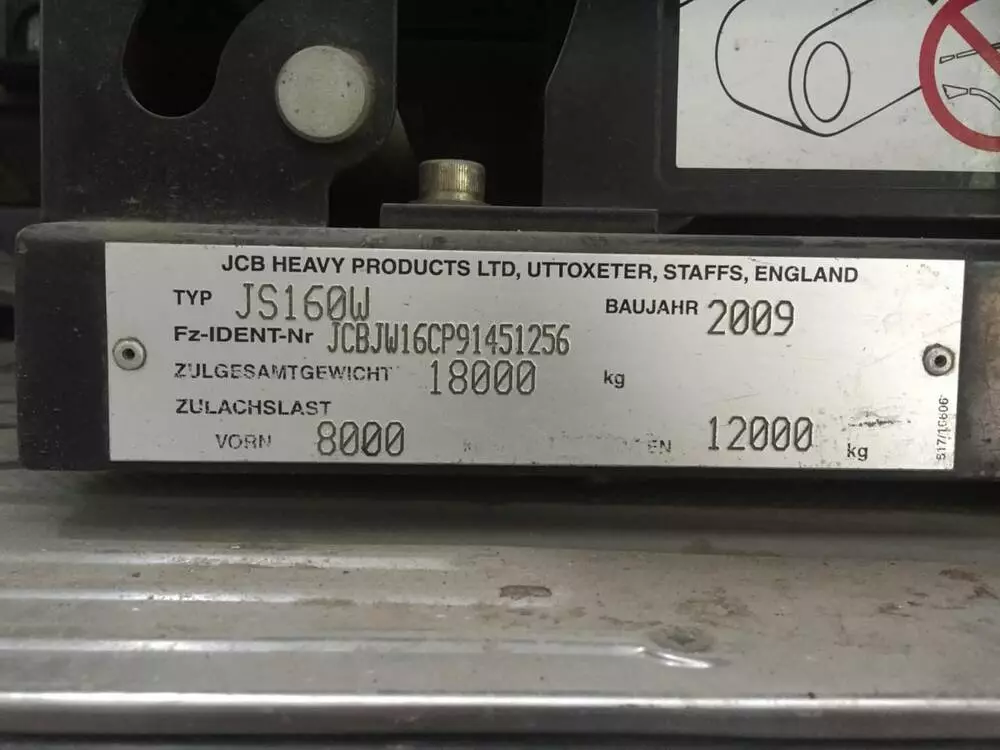 JCB HEAVY PRODUCTS LTD, UTTOXETER, STAFFS, ENGLAND
TYP JS160W BAUJAHR 2009
Fz-IDENT-Nr JCBJW16CP91451256
ZULGESAMTGEWICHT 18000 kg
ZULACHSLAST
VORN 8000 12000 kg